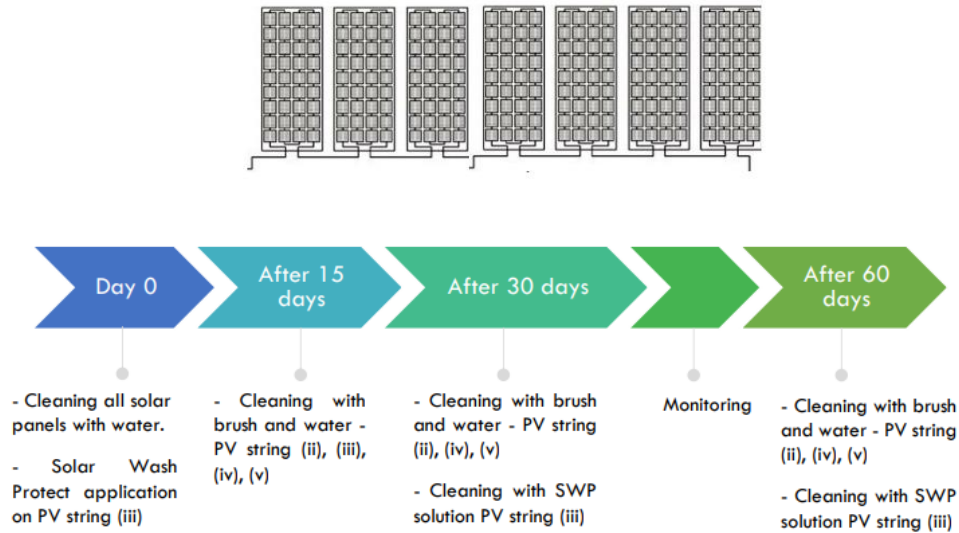 Day 0
After 15
days
After 30 days
After 60
days
- Cleaning all solar
panels with water.
- Solar Wash
Protect application
on PV string (iii)
- Cleaning with
brush and water -
PV string (ii), (iii),
(iv), (v)
- Cleaning with brush
and water - PV string
(ii), (iv), (v)
- Cleaning with SWP
solution PV string (iii)
Monitoring
- Cleaning with brush
and water - PV string
(ii), (iv), (v)
- Cleaning with SWP
solution PV string (iii)